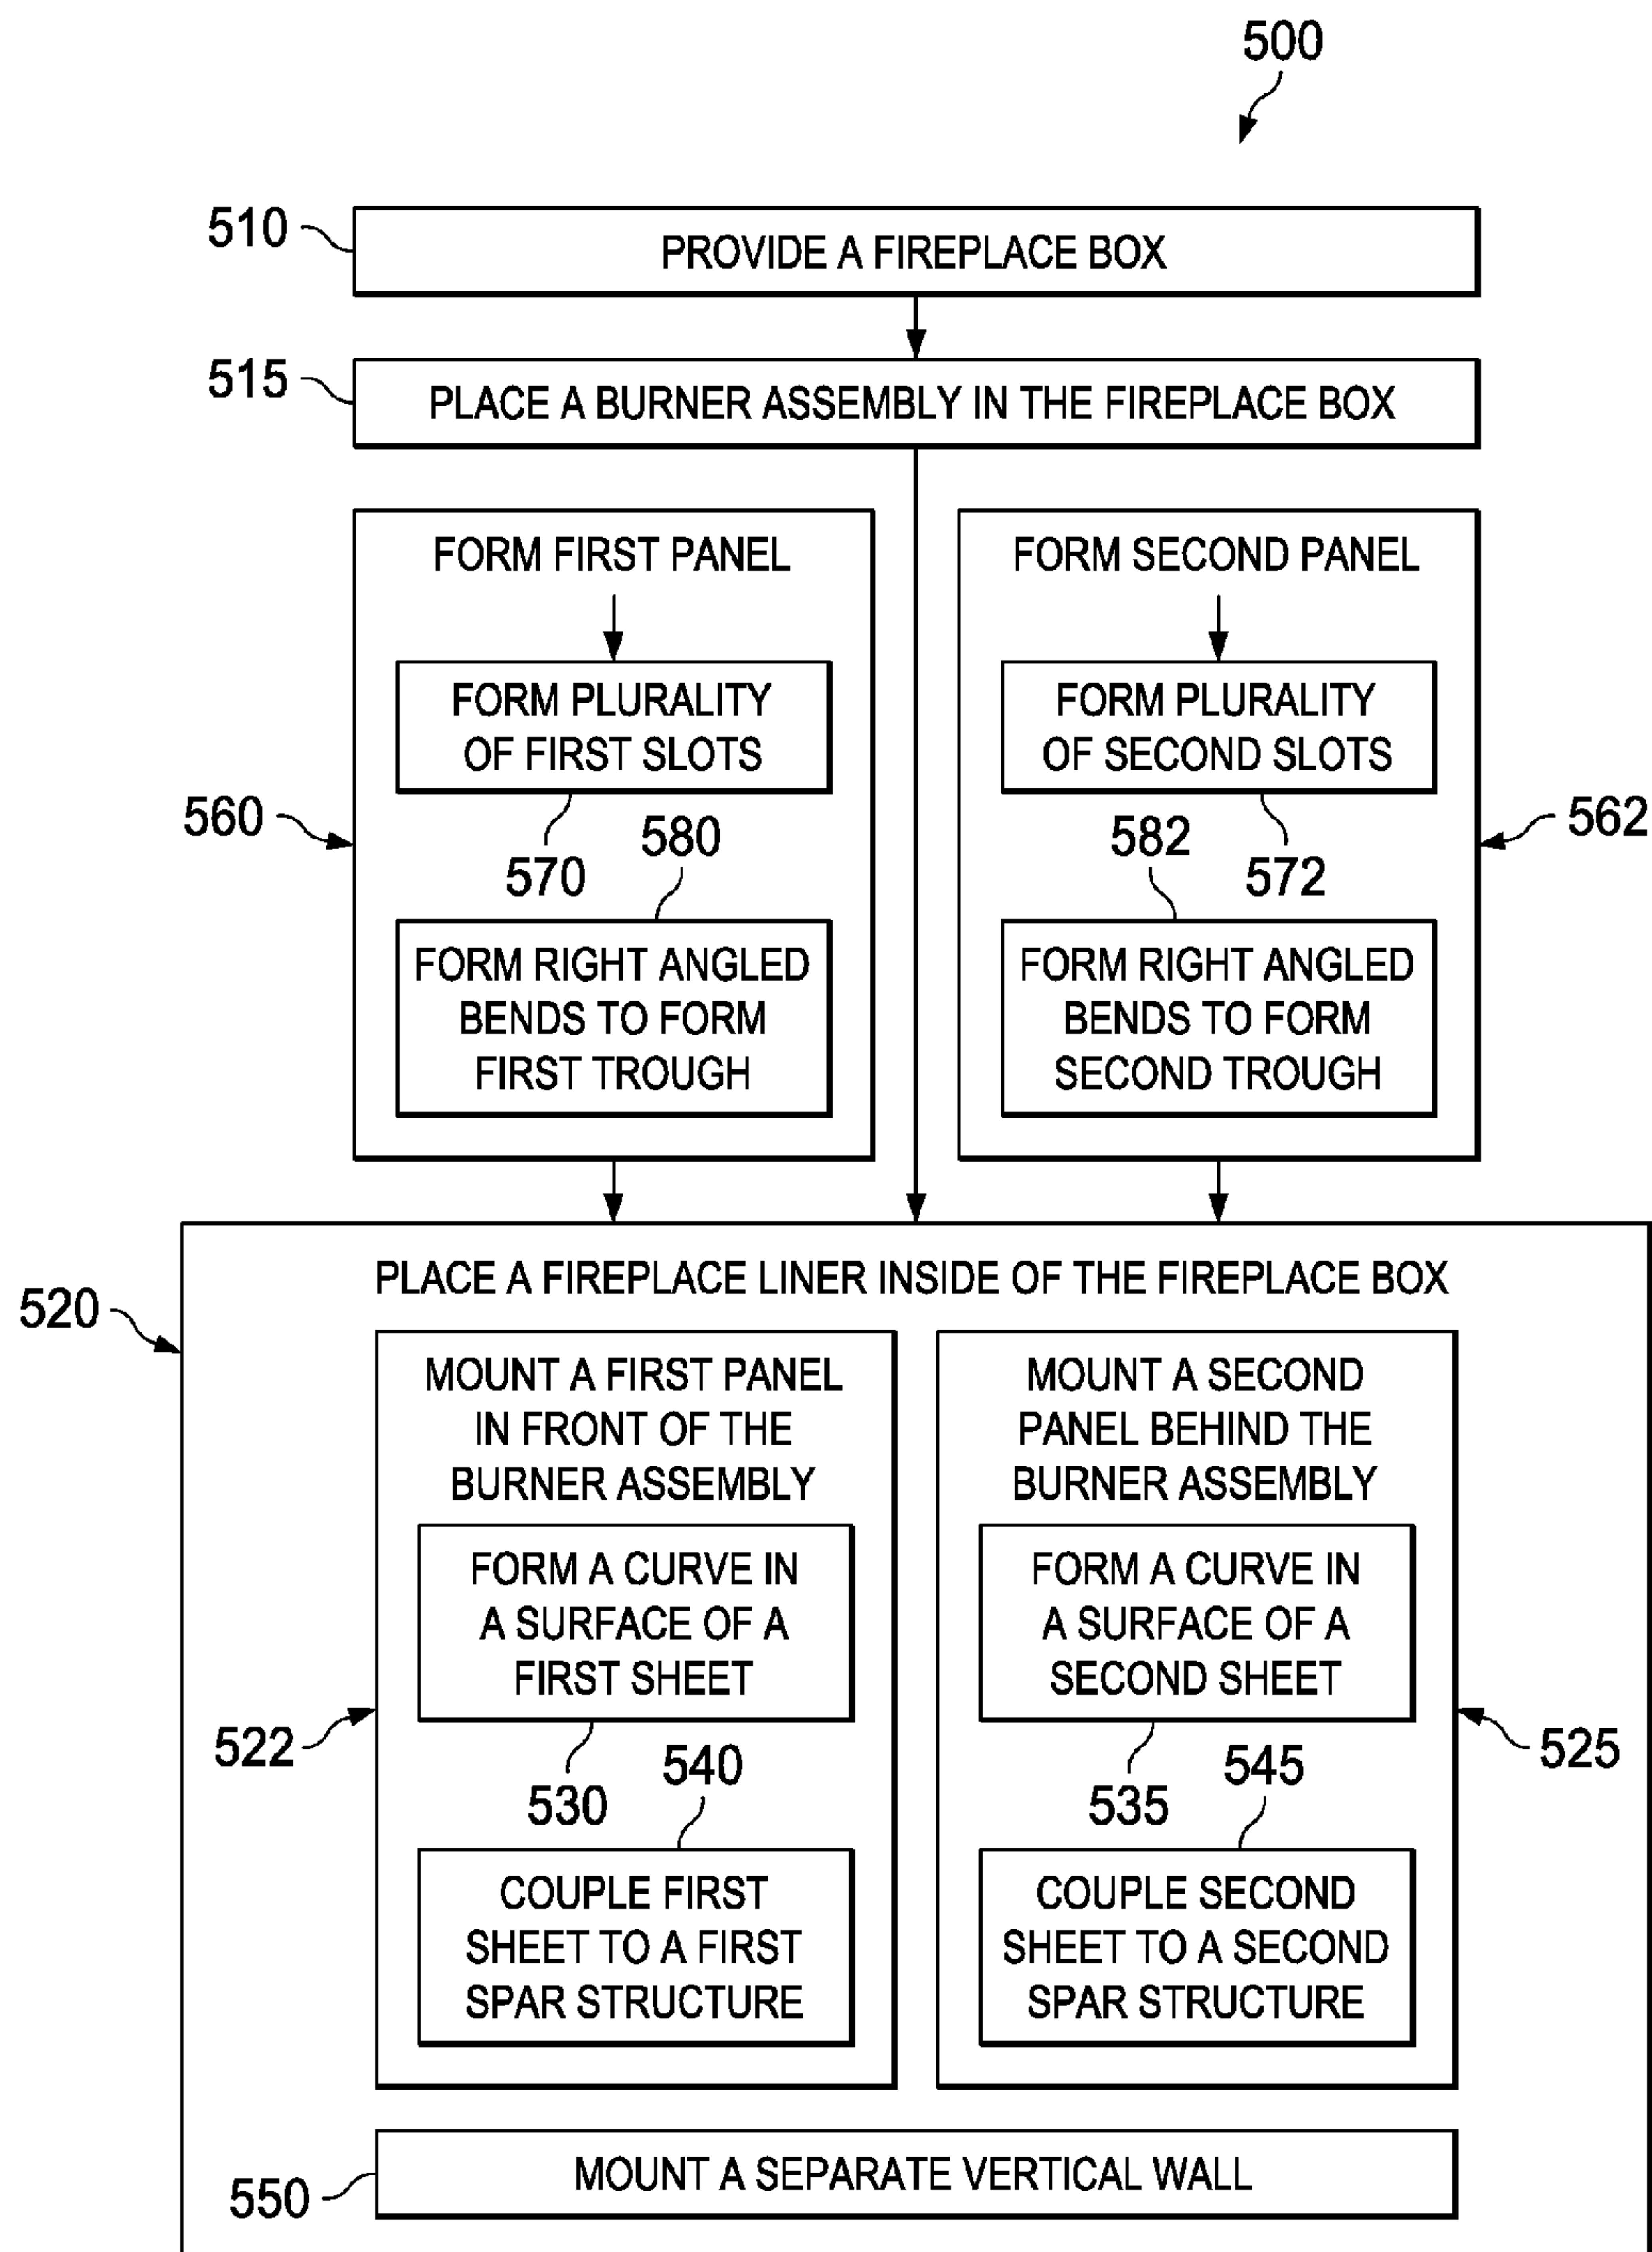 500
510
PROVIDE A FIREPLACE BOX
515
PLACE A BURNER ASSEMBLY IN THE FIREPLACE BOX
FORM FIRST PANEL
FORM PLURALITY
OF FIRST SLOTS
560
570
580
FORM RIGHT ANGLED
BENDS TO FORM
FIRST TROUGH
FORM SECOND PANEL
FORM PLURALITY
OF SECOND SLOTS
582
572
562
FORM RIGHT ANGLED
BENDS TO FORM
SECOND TROUGH
PLACE A FIREPLACE LINER INSIDE OF THE FIREPLACE BOX
520
MOUNT A FIRST PANEL
IN FRONT OF THE
BURNER ASSEMBLY
FORM A CURVE IN
A SURFACE OF A
FIRST SHEET
522
530
540
COUPLE FIRST
SHEET TO A FIRST
SPAR STRUCTURE
MOUNT A SECOND
PANEL BEHIND THE
BURNER ASSEMBLY
FORM A CURVE IN
A SURFACE OF A
SECOND SHEET
525
535
545
COUPLE SECOND
SHEET TO A SECOND
SPAR STRUCTURE
550
MOUNT A SEPARATE VERTICAL WALL